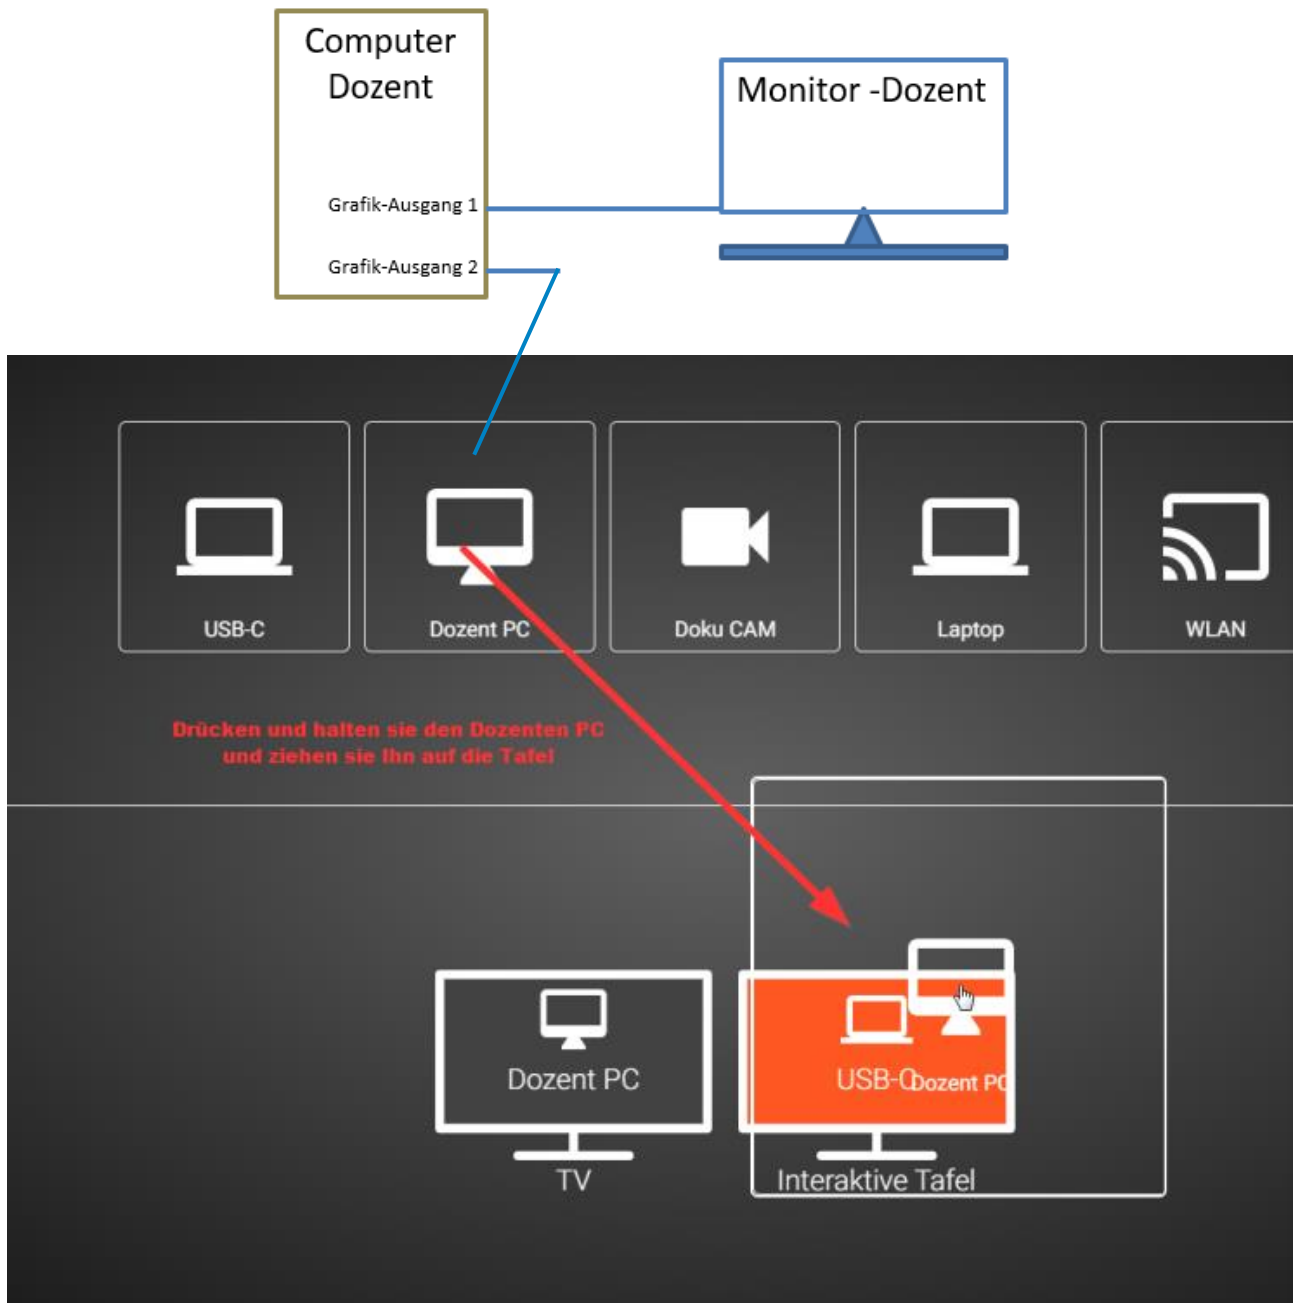 Computer
Dozent
Monitor -Dozent
Grafik-Ausgang 1
Grafik-Ausgang 2
USB-C
Dozent PC
Doku CAM
Laptop
WLAN
Drücken und halten sie den Dozenten PC
und ziehen sie Ihn auf die Tafel
Dozent PC
USB-C
Dozent PC
TV
Interaktive Tafel